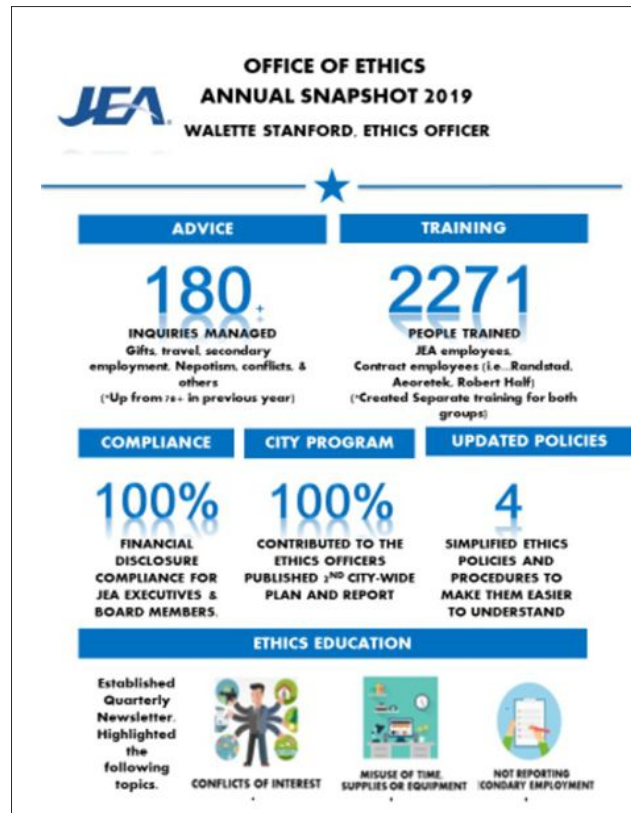 OFFICE OF ETHICS
JEA
ANNUAL SNAPSHOT 2019
WALETTE STANFORD, ETHICS OFFICER
ADVICE
180+
INQUIRIES MANAGED
Gifts, travel, secondary
employment, Nepotism, conflicts, &
others
(*Up from 78+ in previous year)
TRAINING
2271
PEOPLE TRAINED
JEA employees,
Contract employees (i.e...Randstad,
Aeoretek, Robert Half)
(*Created Separate training for both
groups)
COMPLIANCE
100%
FINANCIAL
DISCLOSURE
COMPLIANCE FOR
JEA EXECUTIVES &
BOARD MEMBERS.
CITY PROGRAM
100%
CONTRIBUTED TO THE
ETHICS OFFICERS
PUBLISHED 2ND CITY-WIDE
PLAN AND REPORT
UPDATED POLICIES
4
SIMPLIFIED ETHICS
POLICIES AND
PROCEDURES TO
MAKE THEM EASIER
TO UNDERSTAND
ETHICS EDUCATION
Established
Quarterly
Newsletter.
Highlighted
the
following
topics.
CONFLICTS OF INTEREST
MISUSE OF TIME,
SUPPLIES OR EQUIPMENT
NOT REPORTING
CONDARY EMPLOYMENT